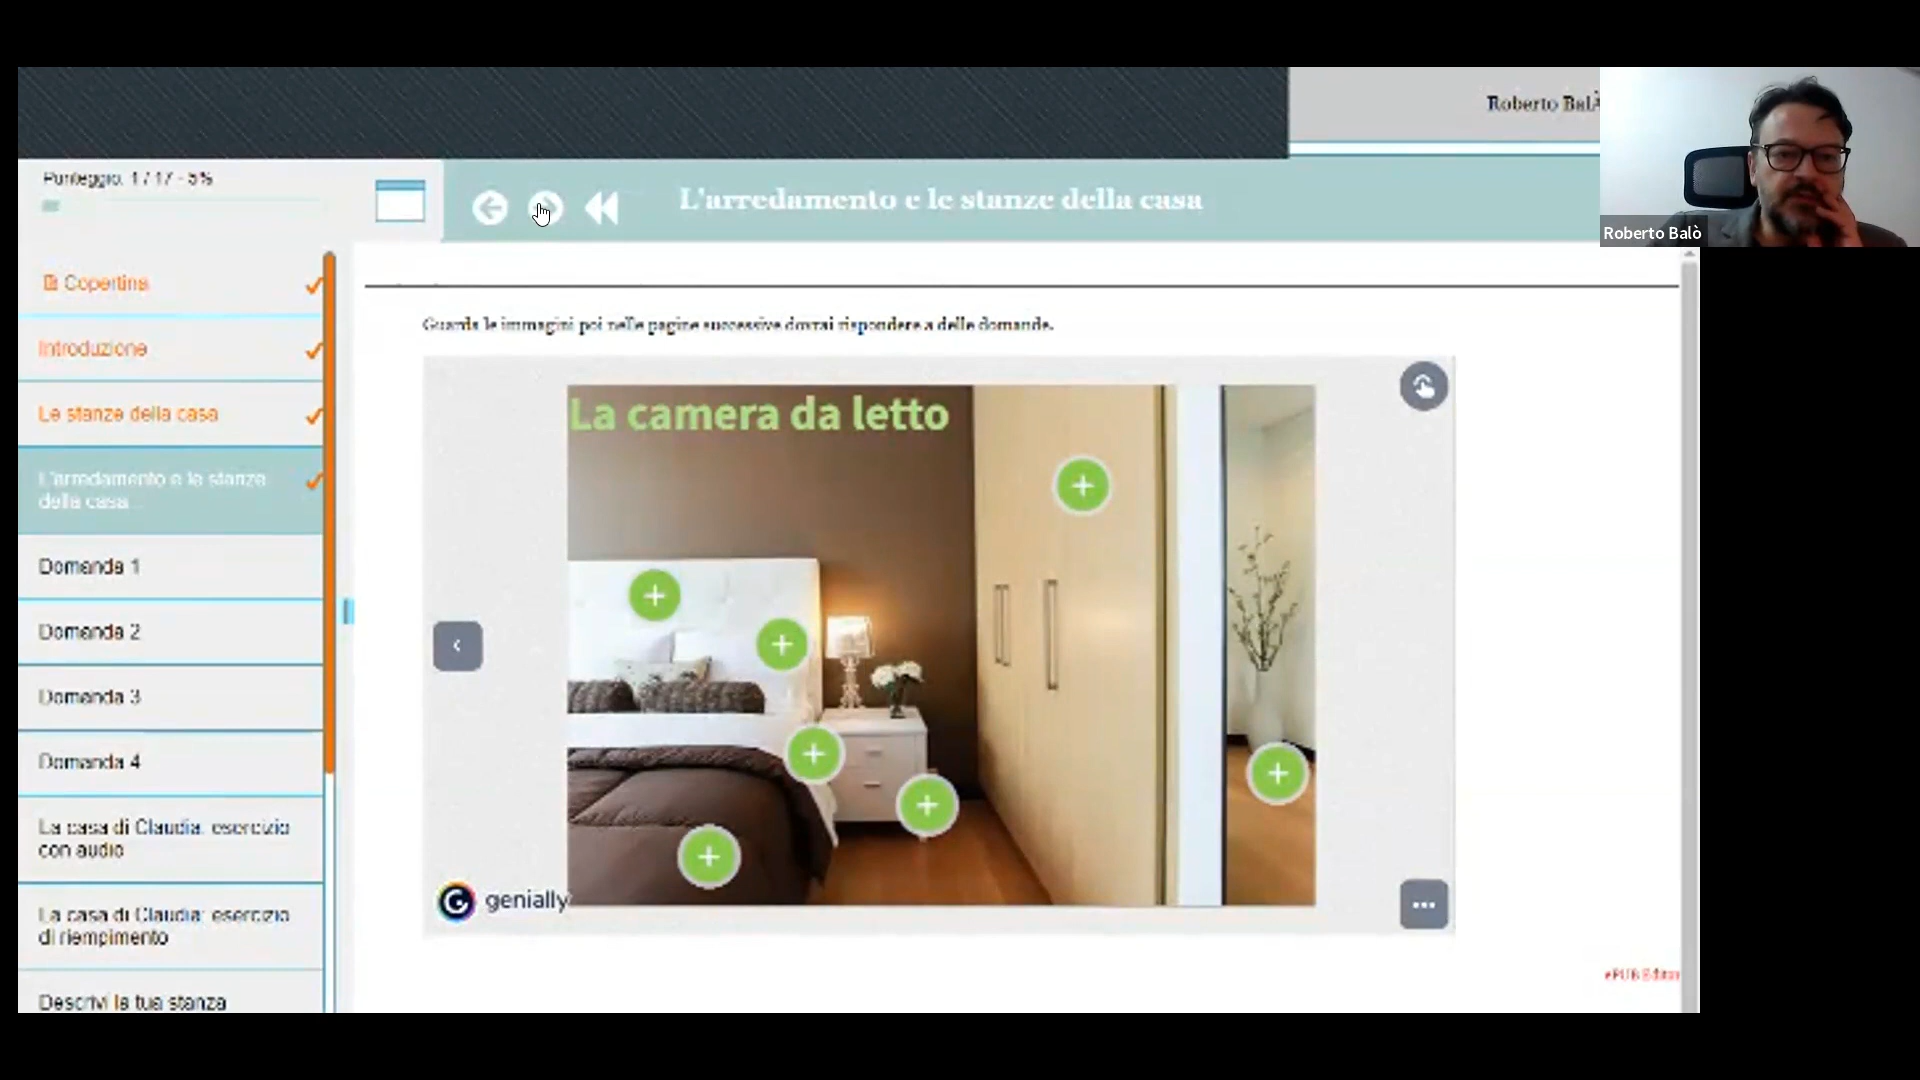 Roberto Balò
Punteggio: 1 / 17 - 5%
L'arredamento e le stanze della casa
Roberto Balò
Copertina
Introduzione
Le stanze della casa
L'arredamento e le stanze
della casa
Domanda 1
Domanda 2
Domanda 3
Domanda 4
La casa di Claudia: esercizio
con audio
La casa di Claudia: esercizio
di riempimento
Descrivi la tua stanza
Guarda le immagini poi nelle pagine successive dovrai rispondere a delle domande.
La camera da letto
genially
ePUB Editor